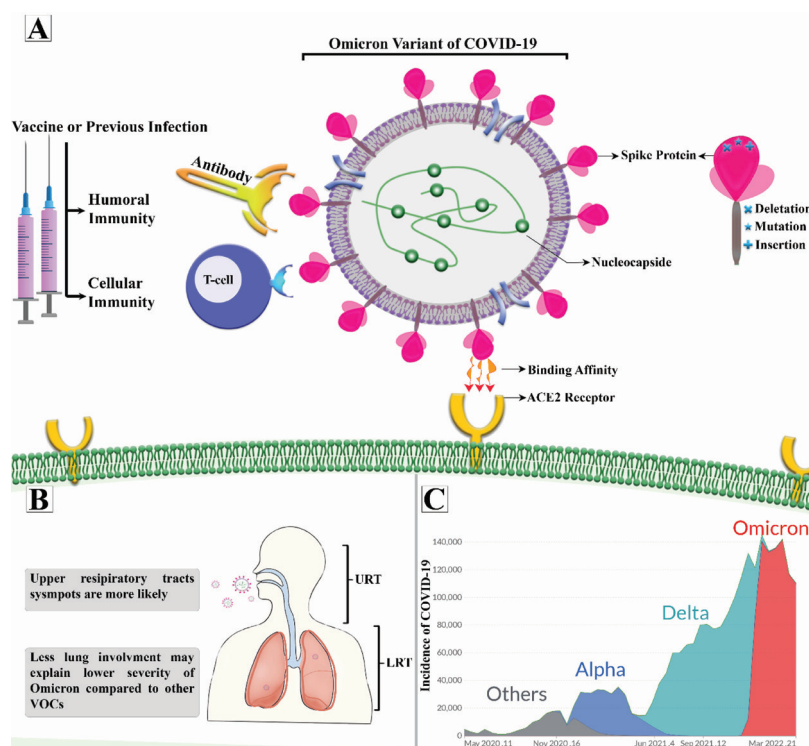 A
Omicron Variant of COVID-19
Vaccine or Previous Infection
Humoral
Immunity
Cellular
Immunity
Antibody
T-cell
Spike Protein
Deletation
Mutation
Insertion
Nucleocapside
Binding Affinity
ACE2 Receptor
B
Upper resipiratory tracts
sysmpots are more likely
Less lung involvment may
explain lower severity of
Omicron compared to other
VOCs
URT
LRT
C
Incidence of COVID-19
140,000
120,000
100,000
80,000
60,000
40,000
20,000
0
Others
Alpha
Delta
Omicron
May 2020.11
Nov 2020.16
Jun 2021.4
Sep 2021.12
Mar 2022.21